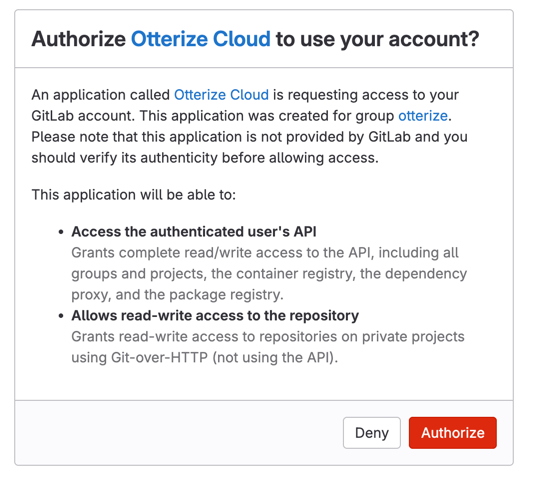 Authorize Otterize Cloud to use your account?
An application called Otterize Cloud is requesting access to your
GitLab account. This application was created for group otterize.
Please note that this application is not provided by GitLab and you
should verify its authenticity before allowing access.
This application will be able to:
• Access the authenticated user's API
Grants complete read/write access to the API, including all
groups and projects, the container registry, the dependency
proxy, and the package registry.
• Allows read-write access to the repository
Grants read-write access to repositories on private projects
using Git-over-HTTP (not using the API).
Deny Authorize